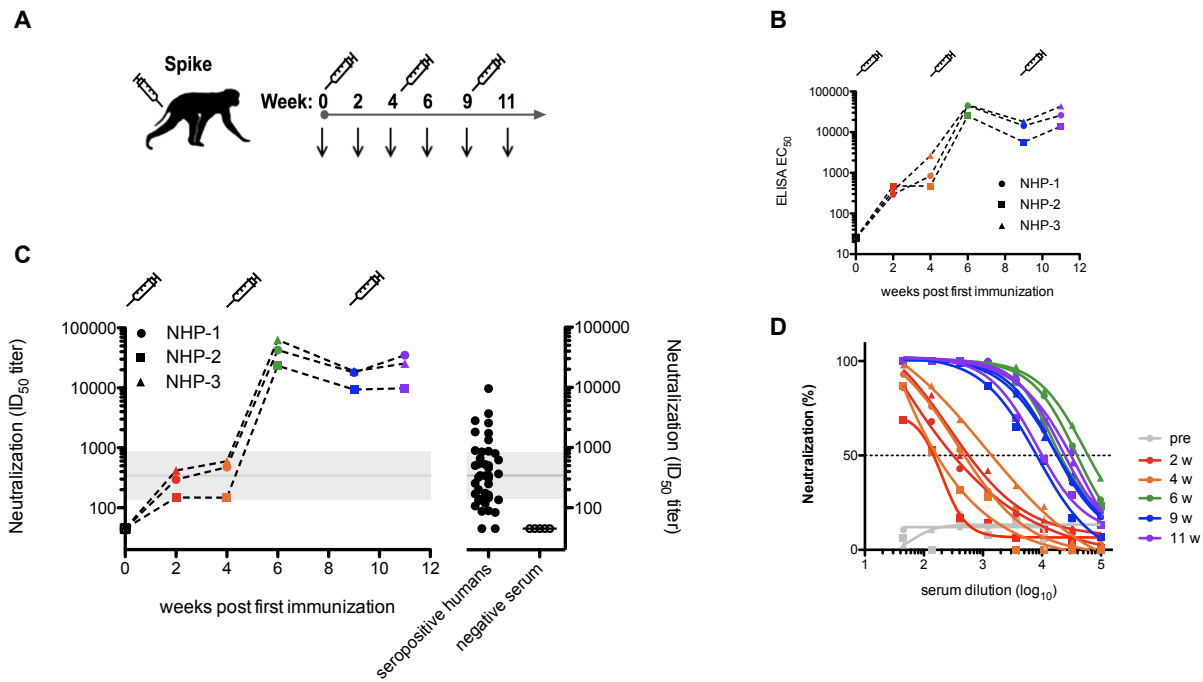 A
Spike
Week: 0 2 4 6 9 11
B
ELISA EC50
100000
10000
1000
100
10
0 2 4 6 8 10 12
weeks post first immunization
NHP-1
NHP-2
NHP-3
C
Neutralization (ID50 titer)
100000
10000
1000
100
0 2 4 6 8 10 12
weeks post first immunization
NHP-1
NHP-2
NHP-3
100000
10000
1000
100
Neutralization (ID50 titer)
seropositive humans
negative serum
D
Neutralization (%)
100
50
0
1 2 3 4 5
serum dilution (log10)
pre
2 w
4 w
6 w
9 w
11 w